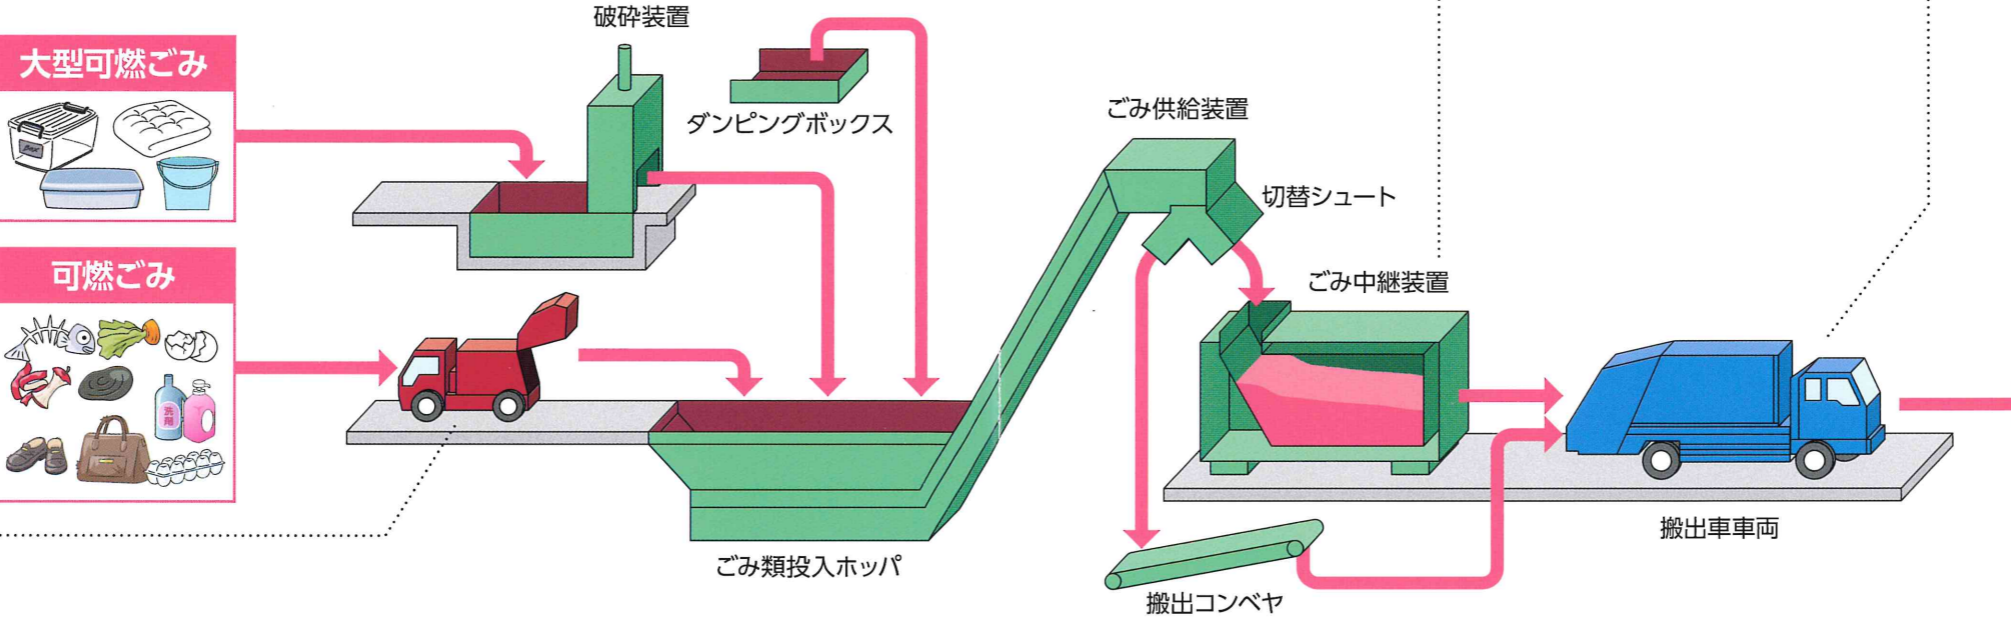 破砕装置
大型可燃ごみ
ダンピングボックス
ごみ供給装置
切替シュート
可燃ごみ
洗剤
ごみ中継装置
搬出車車両
ごみ類投入ホッパ
搬出コンベヤ